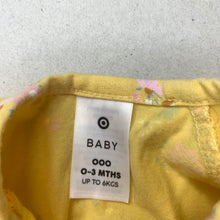 BABY
000
0-3 MTHS
UP TO 6KGS